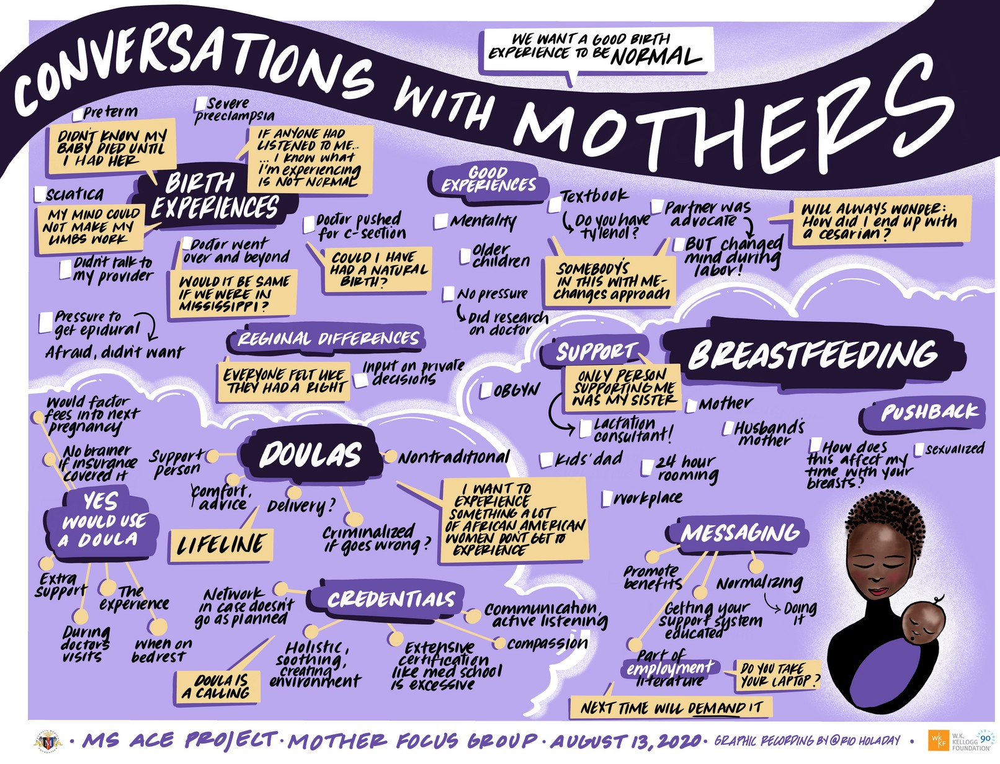 CONVERSATIONS WITH MOTHERS
WE WANT A GOOD BIRTH
EXPERIENCE TO BE NORMAL
Preterm
Severe
preeclampsia
DIDN'T KNOW MY
BABY DIED UNTIL
I HAD HER
IF ANYONE HAD
LISTENED TO ME...
... I KNOW WHAT
I'm EXPERIENCING
IS NOT NORMAL
BIRTH
EXPERIENCES
Sciatica
MY MIND COULD
NOT MAKE MY
LIMBS WORK
Didn't talk to
my provider
Doctor went
over and beyond
WOULD IT BE SAME
IF WE WERE IN
MISSISSIPPI?
Doctor pushed
for c-section
COULD I HAVE
HAD A NATURAL
BIRTH?
Pressure to
get epidural
Afraid, didn't want
REGIONAL DIFFERENCES
EVERYONE FELT LIKE
THEY HAD A RIGHT
Input on private
decisions
GOOD
EXPERIENCES
Mentality
Older
children
No pressure
Did research
on doctor
Textbook
Do you have
tylenol?
Partner was
advocate
BUT changed
mind during
labor!
SOMEBODY'S
IN THIS WITH ME-
changes approach
WILL ALWAYS WONDER:
How did I end up with
a cesarian?
BREASTFEEDING
SUPPORT
ONLY PERSON
SUPPORTING ME
WAS MY SISTER
OBGYN
Lactation
consultant!
Mother
Husband's
mother
Kids' dad
24 hour
rooming
Workplace
PUSHBACK
How does
this affect my
time with your
breasts?
sexualized
DOULAS
Support
person
Comfort,
advice
Delivery?
Criminalized
if goes wrong?
Nontraditional
LIFELINE
I WANT TO
EXPERIENCE
SOMETHING A LOT
OF AFRICAN AMERICAN
WOMEN DON'T GET TO
EXPERIENCE
Would factor
fees into next
pregnancy
No brainer
if insurance
covered it
YES
WOULD USE
A DOULA
Extra
support
The
experience
During
doctor's
visits
when on
bedrest
CREDENTIALS
Network
in case doesn't
go as planned
Holistic,
soothing,
creating
environment
Extensive
certification
like med school
is excessive
Communication,
active listening
compassion
DOULA IS
A CALLING
MESSAGING
Promote
benefits
Getting your
support system
educated
Normalizing
Doing
it
Part of
employment
literature
DO YOU TAKE
YOUR LAPTOP?
NEXT TIME WILL DEMAND IT
• MS ACE PROJECT • MOTHER FOCUS GROUP • AUGUST 13, 2020 • GRAPHIC RECORDING BY @RIO HOLADAY •
WKKF
W.K.
KELLOGG
FOUNDATION
90